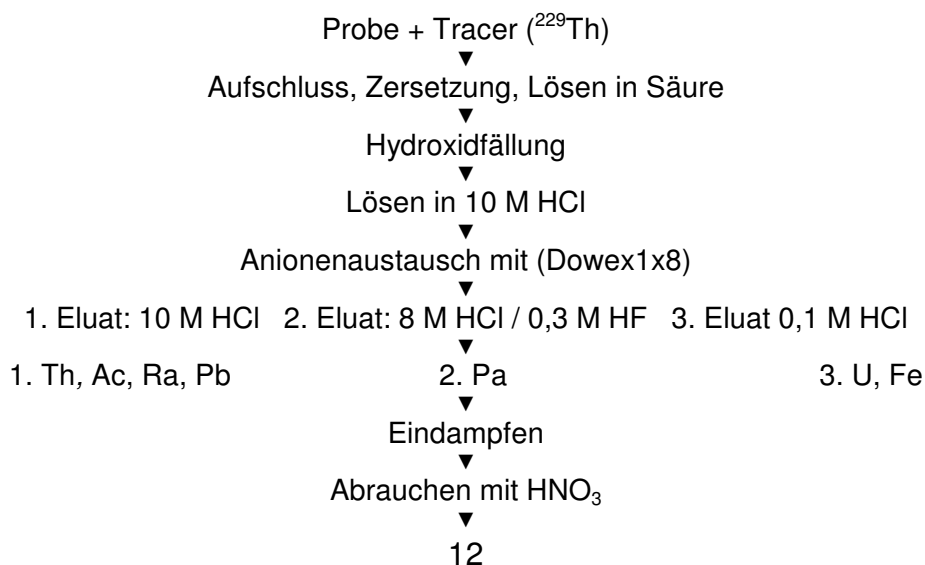 Probe + Tracer (²²⁹Th)
▼
Aufschluss, Zersetzung, Lösen in Säure
▼
Hydroxidfällung
▼
Lösen in 10 M HCl
▼
Anionenaustausch mit (Dowex1x8)
▼
1. Eluat: 10 M HCl 2. Eluat: 8 M HCl / 0,3 M HF 3. Eluat 0,1 M HCl
▼
1. Th, Ac, Ra, Pb 2. Pa 3. U, Fe
▼
Eindampfen
▼
Abrauchen mit HNO₃
▼
12